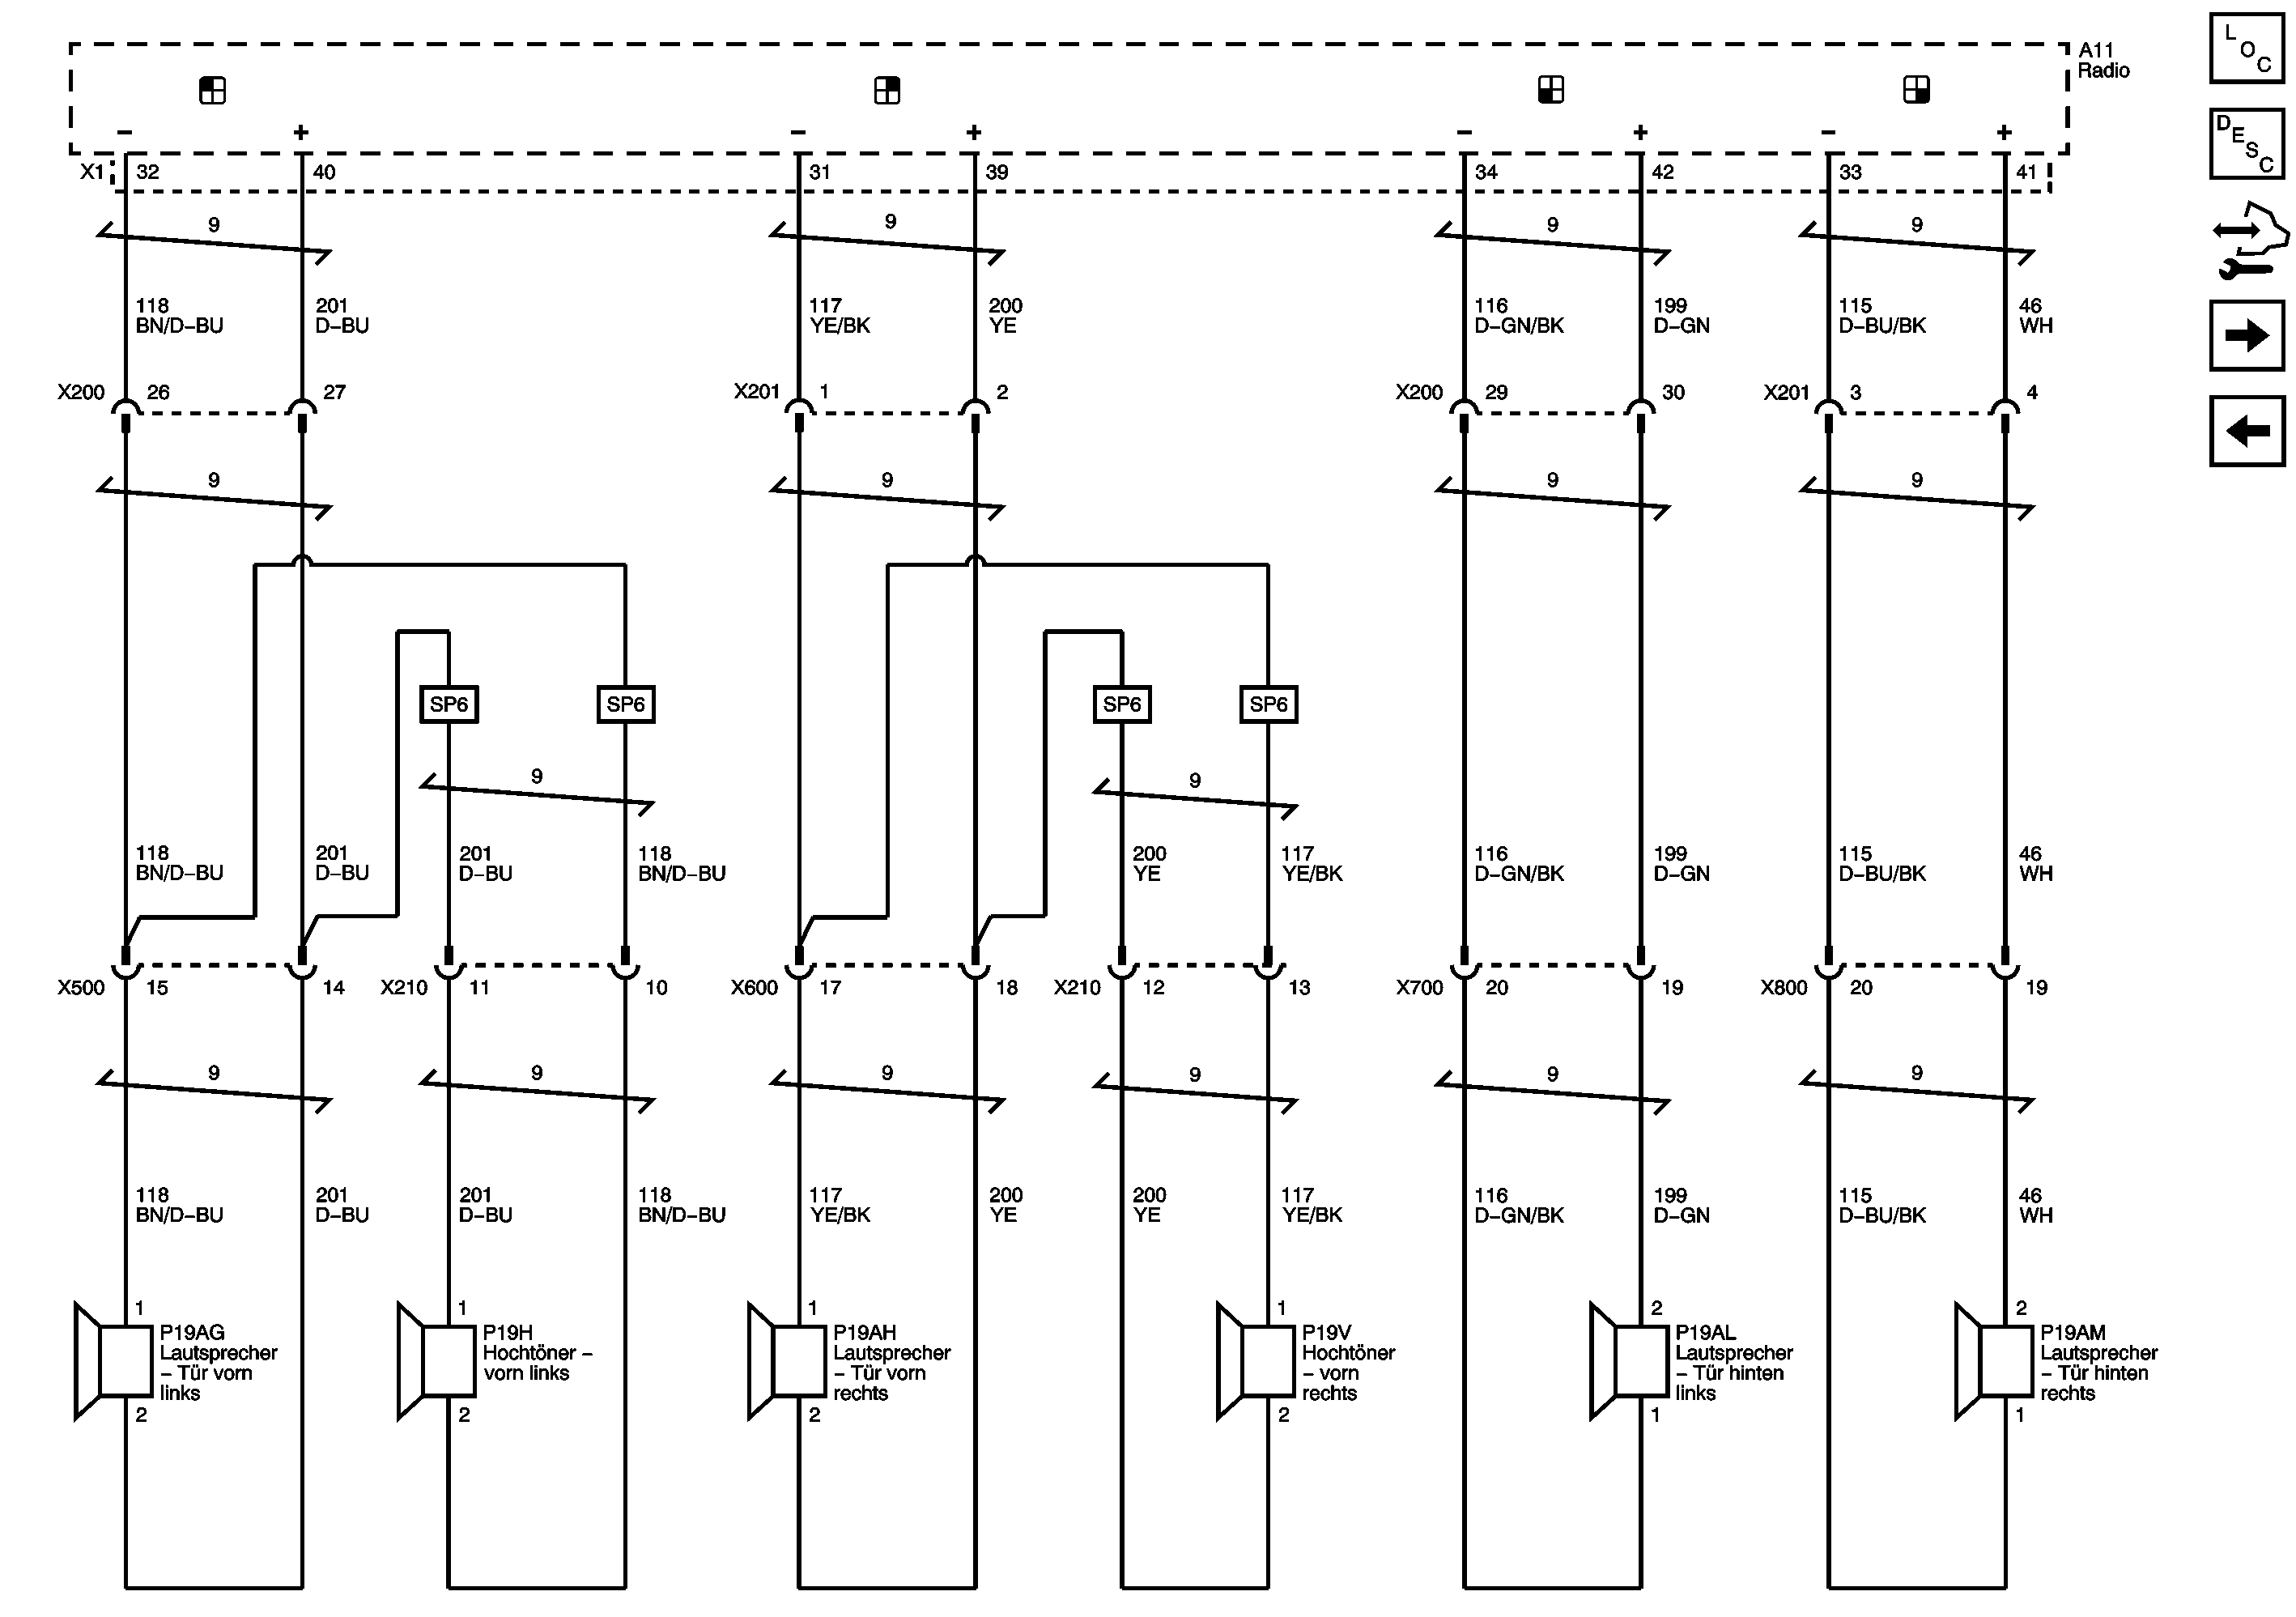 L O C
A11
Radio
D E S C
− + − + − + − +
X1 32 40 31 39 34 42 33 41
9 9 9 9
118 201 117 200 116 199 115 46
BN/D−BU D−BU YE/BK YE D−GN/BK D−GN D−BU/BK WH
X200 26 27 X201 1 2 X200 29 30 X201 3 4
9 9 9 9
SP6 SP6 SP6 SP6
9 9
118 201 201 118 200 117 116 199 115 46
BN/D−BU D−BU D−BU BN/D−BU YE YE/BK D−GN/BK D−GN D−BU/BK WH
X500 15 14 X210 11 10 X600 17 18 X210 12 13 X700 20 19 X800 20 19
9 9 9 9 9 9
118 201 201 118 117 200 200 117 116 199 115 46
BN/D−BU D−BU D−BU BN/D−BU YE/BK YE YE YE/BK D−GN/BK D−GN D−BU/BK WH
1 1 1 1 2 2
P19AG
Lautsprecher
− Tür vorn
links
P19H
Hochtöner −
vorn links
P19AH
Lautsprecher
− Tür vorn
rechts
P19V
Hochtöner
− vorn
rechts
P19AL
Lautsprecher
− Tür hinten
links
P19AM
Lautsprecher
− Tür hinten
rechts
2 2 2 2 1 1